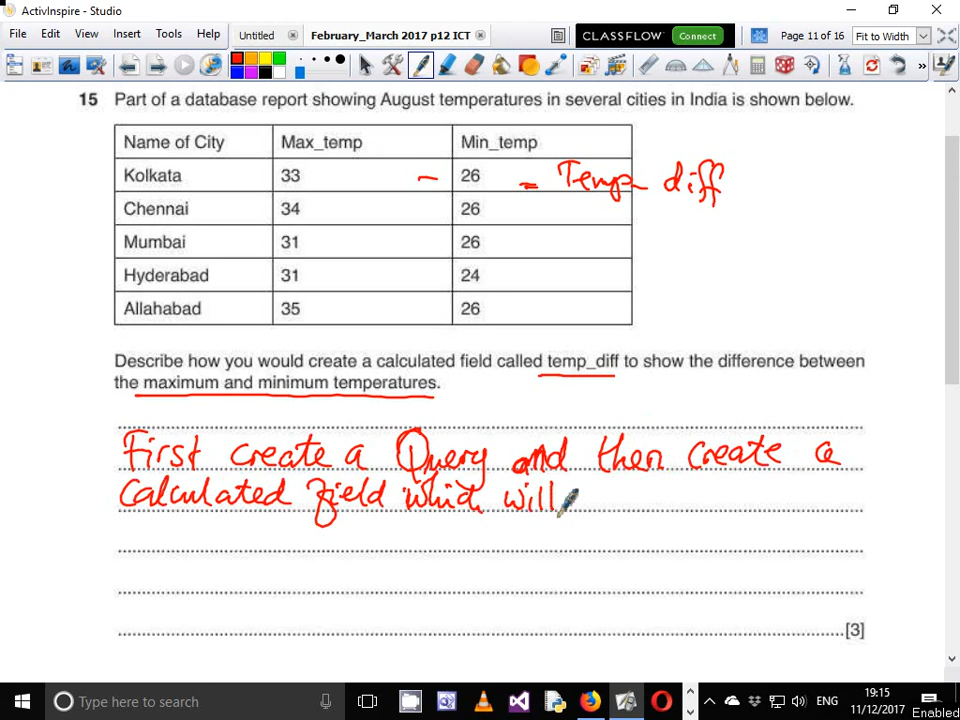 ActivInspire - Studio
File Edit View Insert Tools Help Untitled February_March 2017 p12 ICT CLASSFLOW Connect Page 11 of 16 Fit to Width
15 Part of a database report showing August temperatures in several cities in India is shown below.
Name of City Max_temp Min_temp
Kolkata 33 - 26 = Temp diff
Chennai 34 26
Mumbai 31 26
Hyderabad 31 24
Allahabad 35 26
Describe how you would create a calculated field called temp_diff to show the difference between
the maximum and minimum temperatures.
First create a Query and then create a
Calculated field which will
[3]
Type here to search ENG 19:15
11/12/2017
Enabled